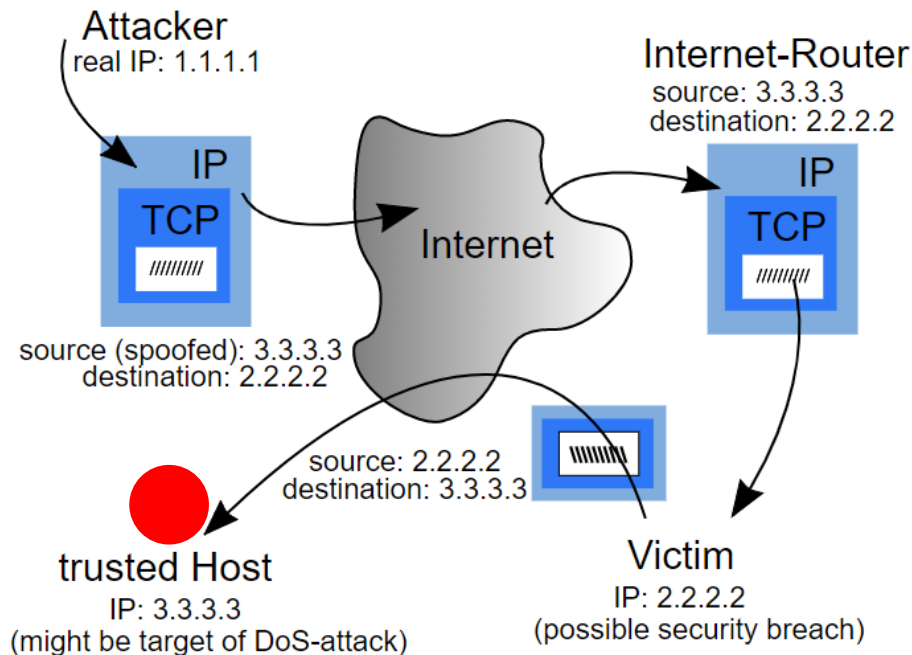 Attacker
real IP: 1.1.1.1
IP
TCP
//////////
source (spoofed): 3.3.3.3
destination: 2.2.2.2
Internet
Internet-Router
source: 3.3.3.3
destination: 2.2.2.2
IP
TCP
//////////
source: 2.2.2.2
destination: 3.3.3.3
\\\\\\\\\\
trusted Host
IP: 3.3.3.3
(might be target of DoS-attack)
Victim
IP: 2.2.2.2
(possible security breach)